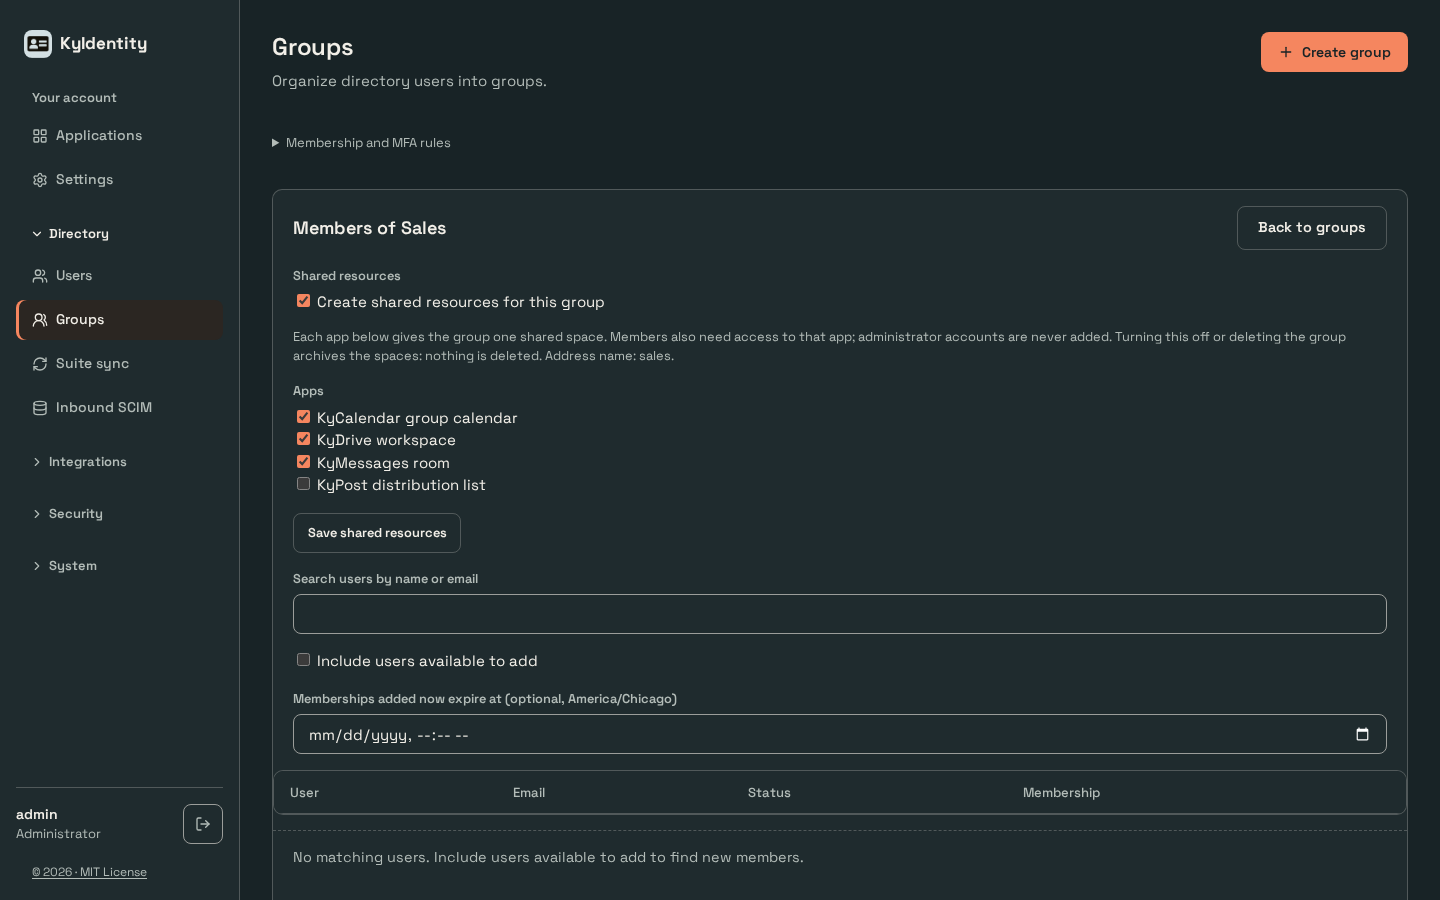 KyIdentity
Your account
Applications
Settings
Directory
Users
Groups
Suite sync
Inbound SCIM
Integrations
Security
System
admin
Administrator
© 2026 · MIT License
Groups
Organize directory users into groups.
Create group
Membership and MFA rules
Members of Sales
Back to groups
Shared resources
Create shared resources for this group
Each app below gives the group one shared space. Members also need access to that app; administrator accounts are never added. Turning this off or deleting the group
archives the spaces: nothing is deleted. Address name: sales.
Apps
KyCalendar group calendar
KyDrive workspace
KyMessages room
KyPost distribution list
Save shared resources
Search users by name or email
Include users available to add
Memberships added now expire at (optional, America/Chicago)
mm/dd/yyyy, --:-- --
User Email Status Membership
No matching users. Include users available to add to find new members.